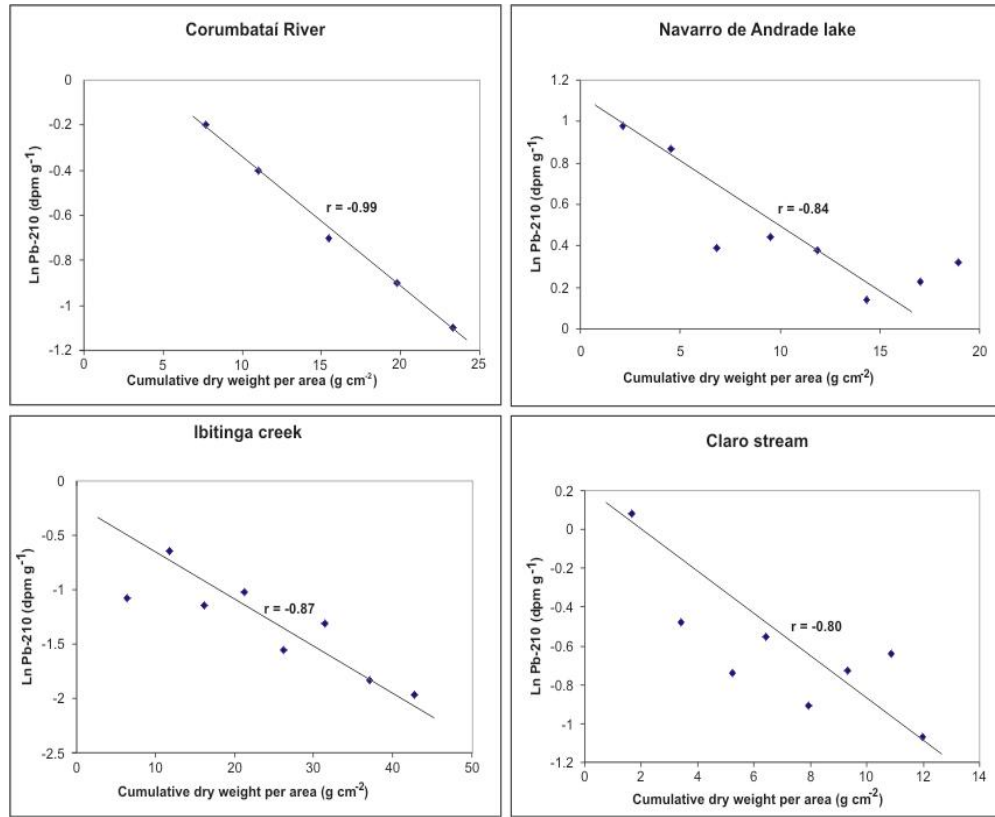 Corumbataí River
0
-0.2
-0.4
-0.6
-0.8
-1
-1.2
Ln Pb-210 (dpm g-1)
r = -0.99
0 5 10 15 20 25
Cumulative dry weight per area (g cm-2)
Navarro de Andrade lake
1.2
1
0.8
0.6
0.4
0.2
0
Ln Pb-210 (dpm g-1)
r = -0.84
0 5 10 15 20
Cumulative dry weight per area (g cm-2)
Ibitinga creek
0
-0.5
-1
-1.5
-2
-2.5
Ln Pb-210 (dpm g-1)
r = -0.87
0 10 20 30 40 50
Cumulative dry weight per area (g cm-2)
Claro stream
0.2
0
-0.2
-0.4
-0.6
-0.8
-1
-1.2
Ln Pb-210 (dpm g-1)
r = -0.80
0 2 4 6 8 10 12 14
Cumulative dry weight per area (g cm-2)